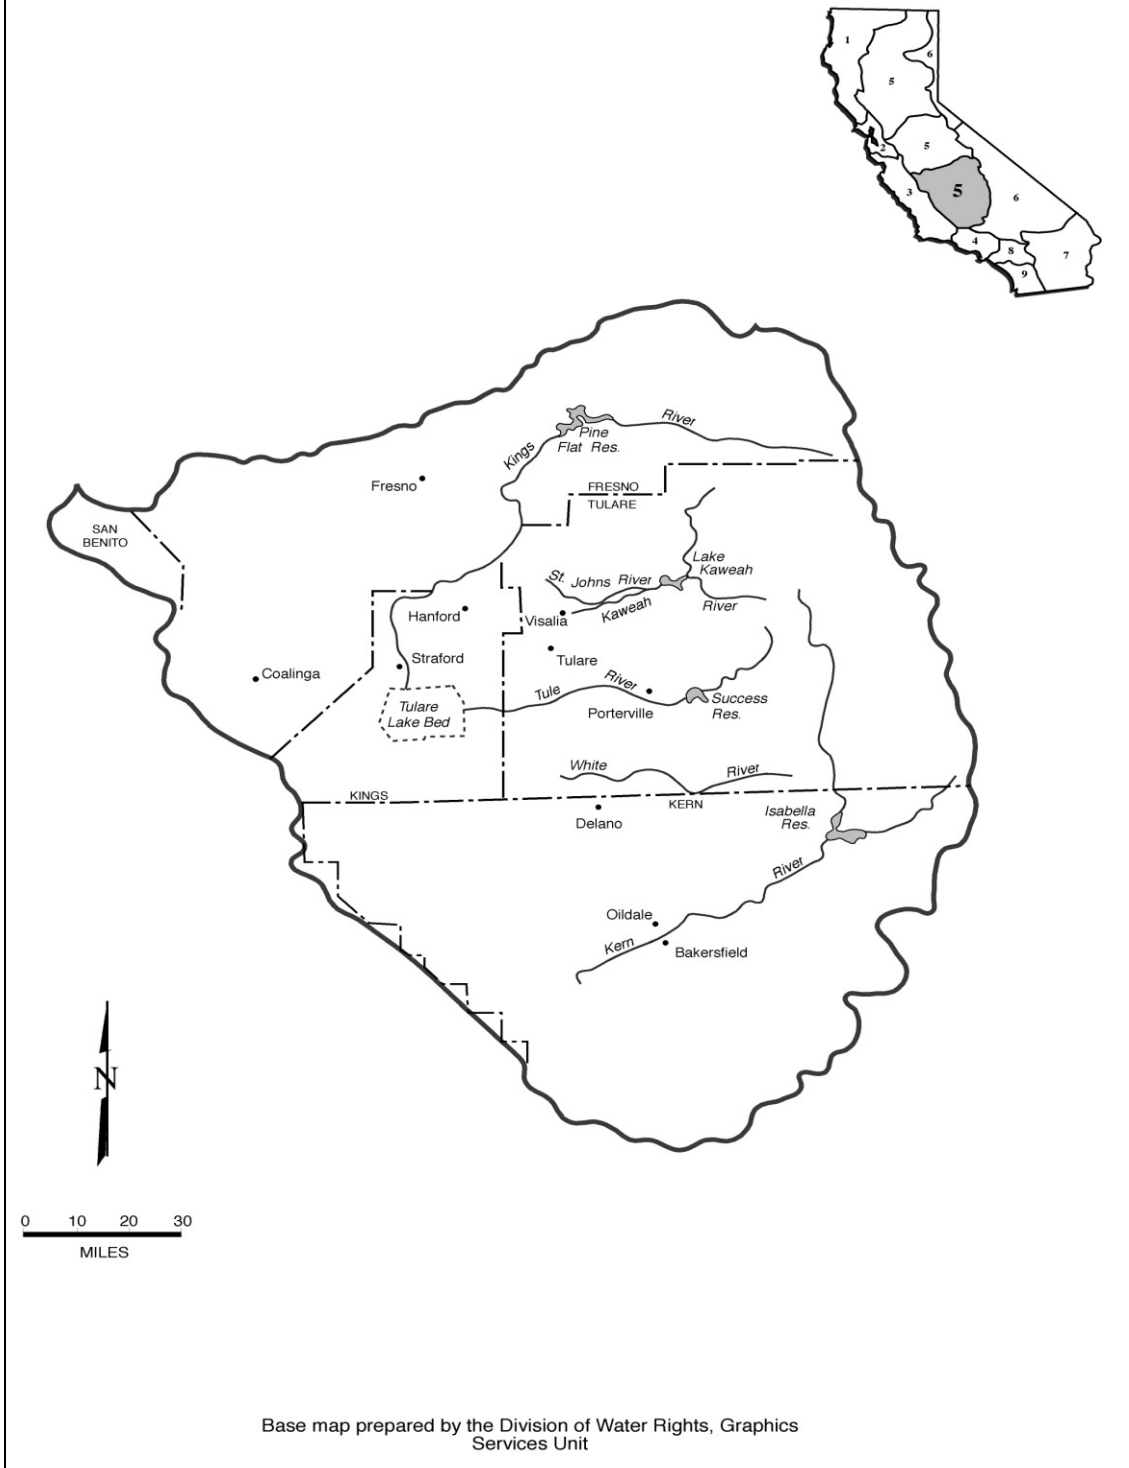 1
6
5
5
2
3
5
6
4
8
7
9
River
Pine
Flat Res.
Kings
Fresno
FRESNO
TULARE
SAN
BENITO
Lake
Kaweah
St. Johns River
Kaweah
River
Hanford
Visalia
Tulare
Straford
Coalinga
Tulare
Lake Bed
Tule
River
Success
Res.
Porterville
White
River
KINGS
KERN
Isabella
Res.
Delano
River
Oildale
Kern
Bakersfield
N
0 10 20 30
MILES
Base map prepared by the Division of Water Rights, Graphics
Services Unit